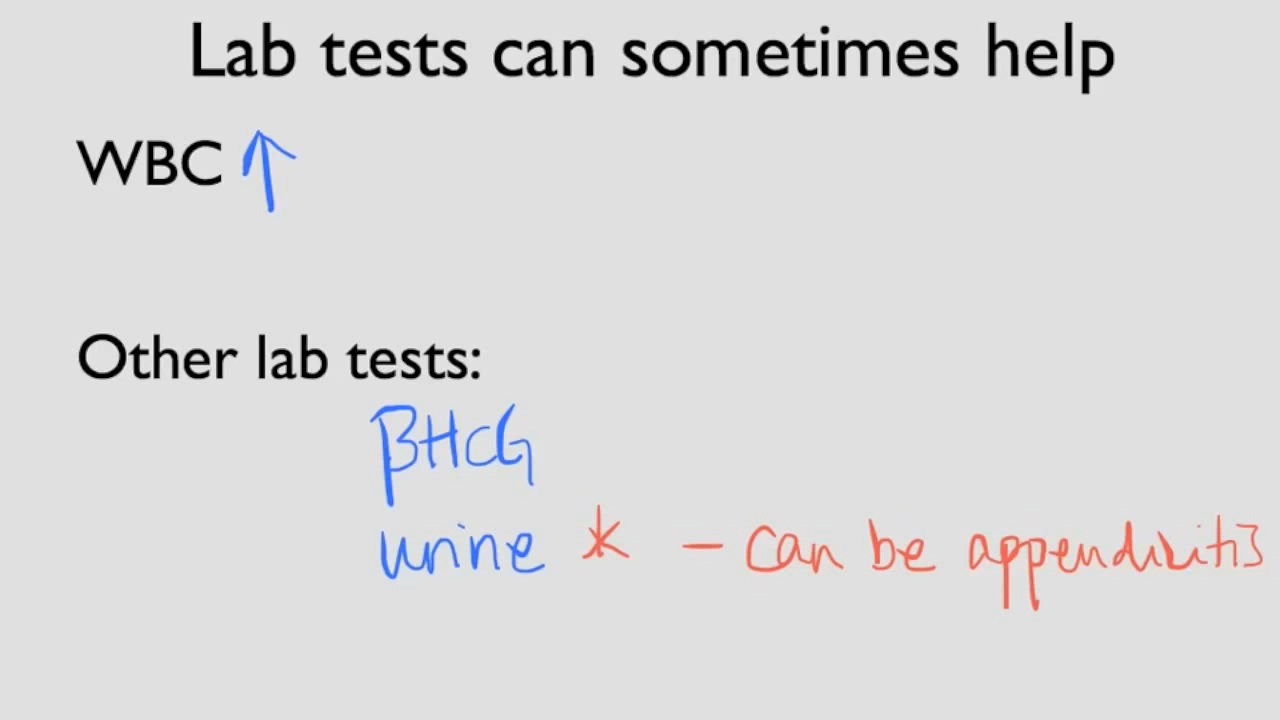 Lab tests can sometimes help
WBC ↑
Other lab tests:
βHCG
urine * – can be appendicitis